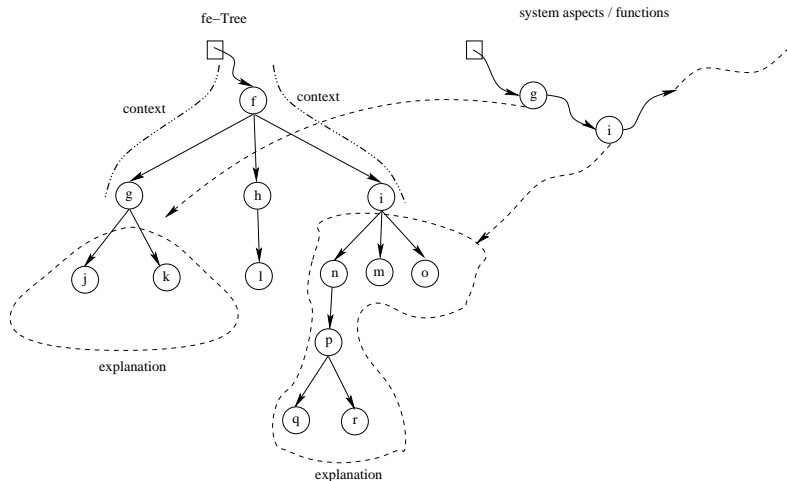 system aspects / functions
fe-Tree
context
context
f
g
i
g
h
i
j
k
l
n
m
o
p
explanation
q
r
explanation